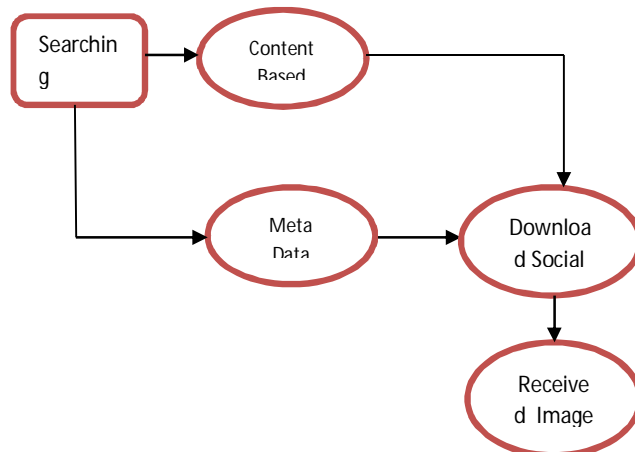 Searchin
g
Content
Based
Meta
Data
Downloa
d Social
Receive
d Image